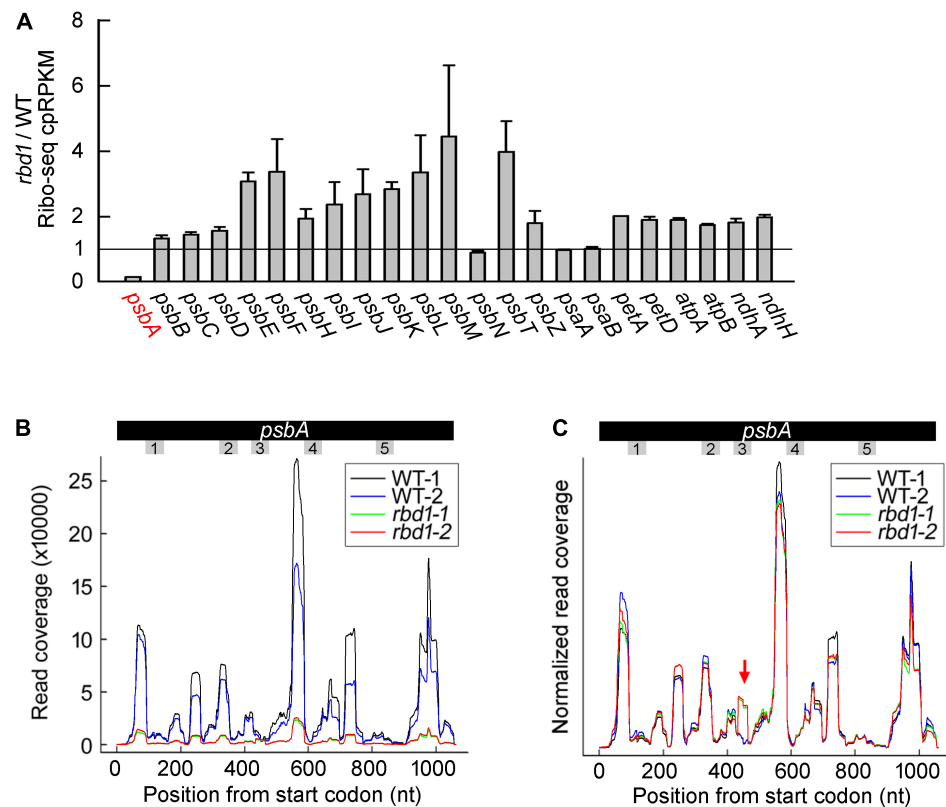 A
rbd1 / WT
Ribo-seq cpRPKM
8
6
4
2
1
0
psbA psbB psbC psbD psbE psbF psbH psbI psbJ psbK psbL psbM psbN psbT psbZ psaA psaB petA petD atpA atpB ndhA ndhH
B
psbA
1 2 3 4 5
Read coverage (x10000)
25
20
15
10
5
0
WT-1
WT-2
rbd1-1
rbd1-2
0 200 400 600 800 1000
Position from start codon (nt)
C
psbA
1 2 3 4 5
Normalized read coverage
WT-1
WT-2
rbd1-1
rbd1-2
0 200 400 600 800 1000
Position from start codon (nt)